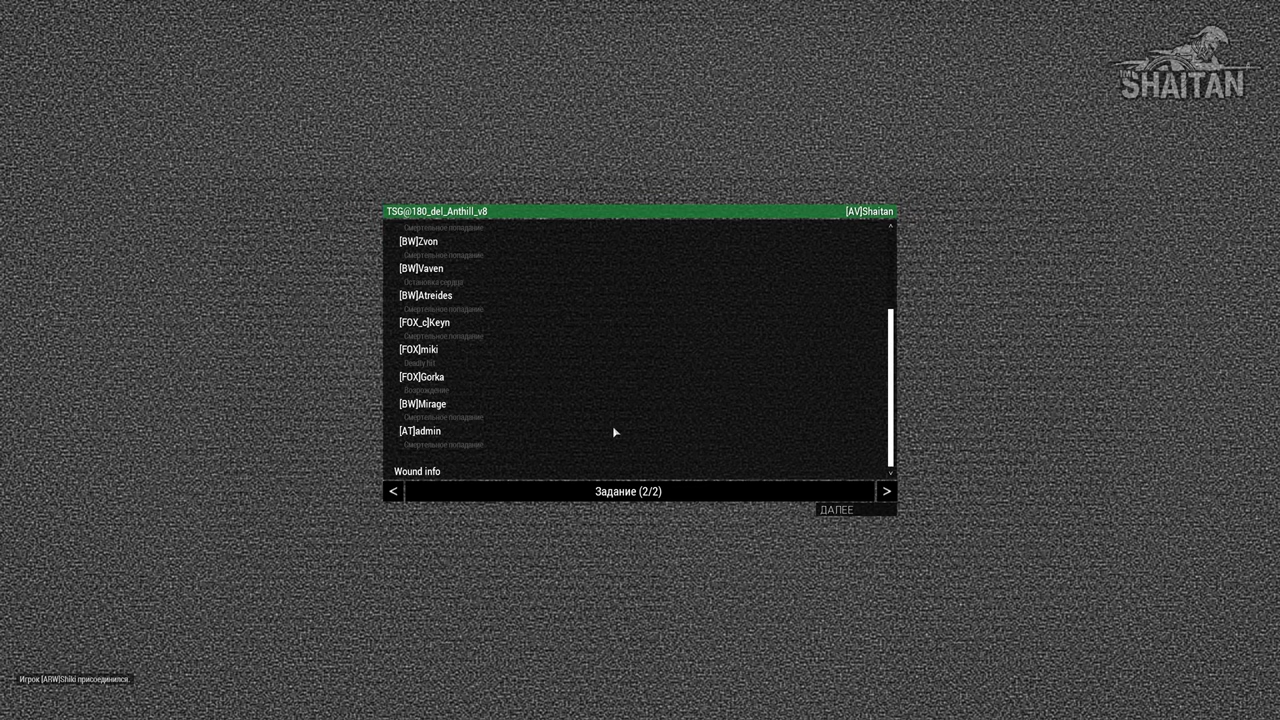 SHAITAN
TSG@180_del_Anthill_v8 [AV]Shaitan
Смертельное попадание
[BW]Zvon
Смертельное попадание
[BW]Vaven
Остановка сердца
[BW]Atreides
Смертельное попадание
[FOX_c]Keyn
Смертельное попадание
[FOX]miki
Deadly hit
[FOX]Gorka
Возрождение
[BW]Mirage
Смертельное попадание
[AT]admin
Смертельное попадание
Wound info
< Задание (2/2) >
ДАЛЕЕ
Игрок [ARW]Shiki присоединился.